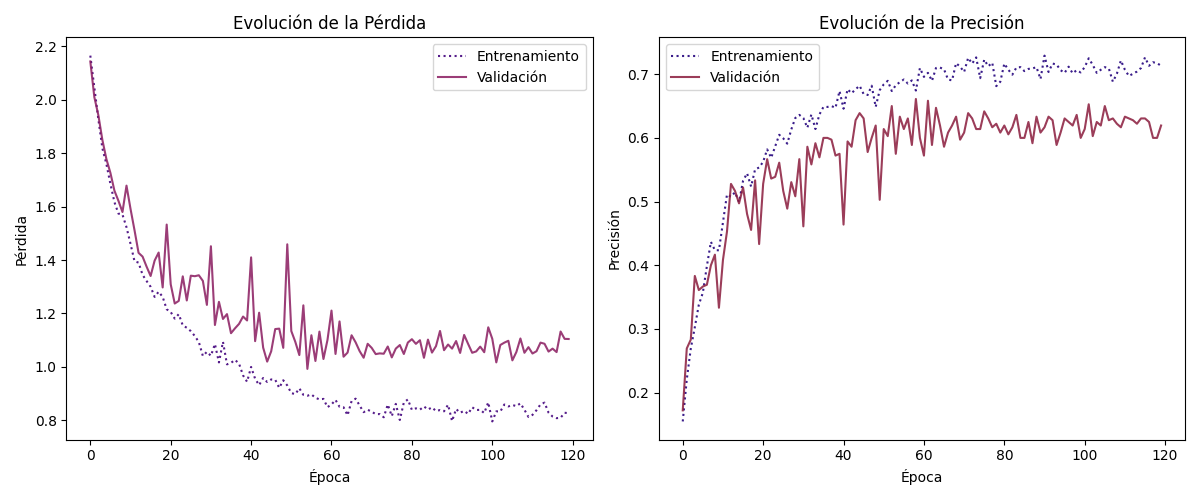 Evolución de la Pérdida
Pérdida
2.2
2.0
1.8
1.6
1.4
1.2
1.0
0.8
0 20 40 60 80 100 120
Época
Entrenamiento
Validación
Evolución de la Precisión
Precisión
0.7
0.6
0.5
0.4
0.3
0.2
0 20 40 60 80 100 120
Época
Entrenamiento
Validación